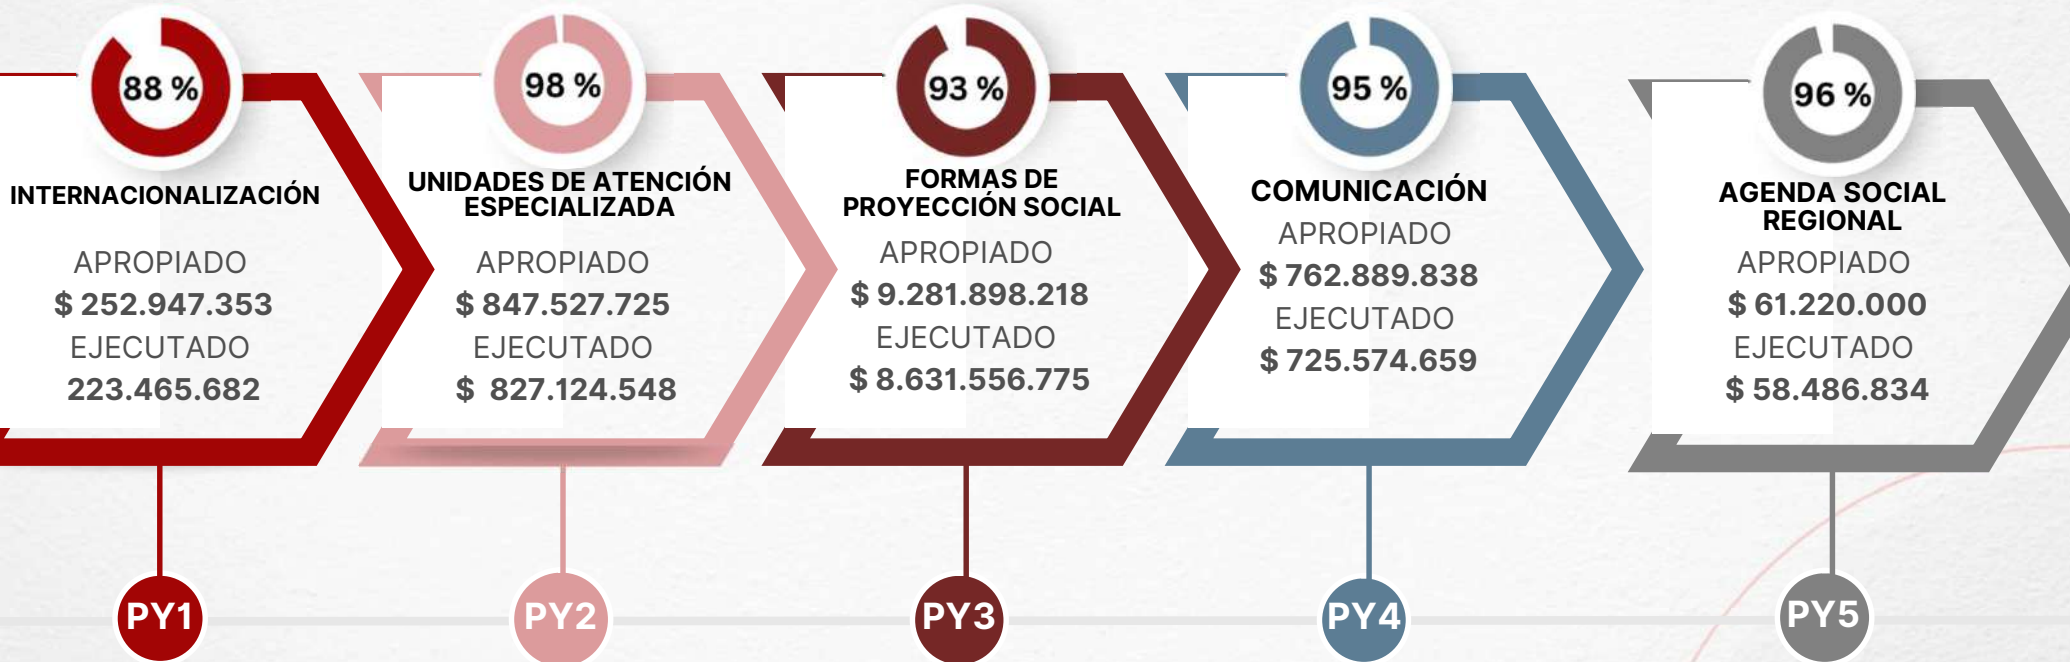 88 %
INTERNACIONALIZACIÓN
APROPIADO
$ 252.947.353
EJECUTADO
223.465.682
PY1
98 %
UNIDADES DE ATENCIÓN
ESPECIALIZADA
APROPIADO
$ 847.527.725
EJECUTADO
$ 827.124.548
PY2
93 %
FORMAS DE
PROYECCIÓN SOCIAL
APROPIADO
$ 9.281.898.218
EJECUTADO
$ 8.631.556.775
PY3
95 %
COMUNICACIÓN
APROPIADO
$ 762.889.838
EJECUTADO
$ 725.574.659
PY4
96 %
AGENDA SOCIAL
REGIONAL
APROPIADO
$ 61.220.000
EJECUTADO
$ 58.486.834
PY5